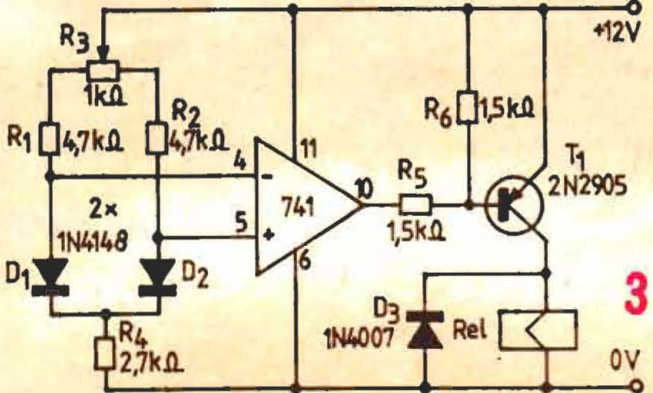 +12V
R3
1kΩ
R1
4,7kΩ
R2
4,7kΩ
R6
1,5kΩ
4
11
-
741
10
R5
1,5kΩ
T1
2N2905
2×
1N4148
5
+
6
D1
D2
D3
1N4007
Rel
3
R4
2,7kΩ
0V